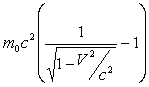 m₀c² ( 1 / √(1 − V²/c²) − 1 )